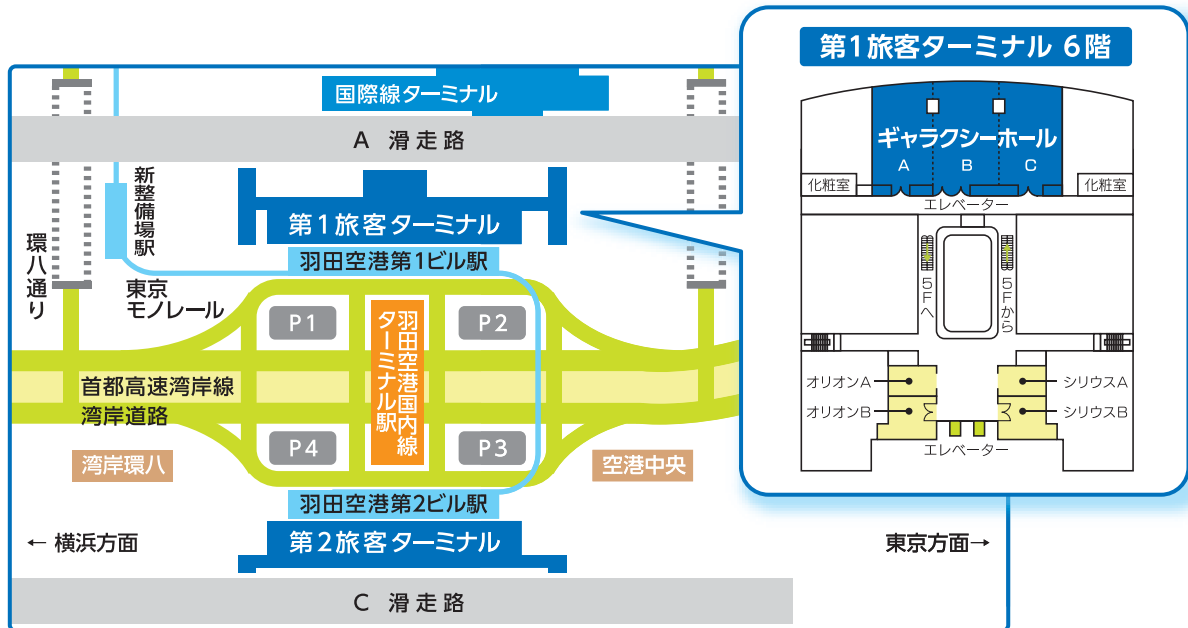 第1旅客ターミナル 6階
ギャラクシーホール
A
B
C
化粧室
化粧室
エレベーター
5Fへ
5Fから
オリオンA
シリウスA
オリオンB
シリウスB
エレベーター
国際線ターミナル
A 滑走路
新整備場駅
第1旅客ターミナル
環八通り
羽田空港第1ビル駅
東京
モノレール
P1
P2
羽田空港国内線
ターミナル駅
首都高速湾岸線
湾岸道路
P4
P3
湾岸環八
空港中央
羽田空港第2ビル駅
第2旅客ターミナル
← 横浜方面
東京方面→
C 滑走路